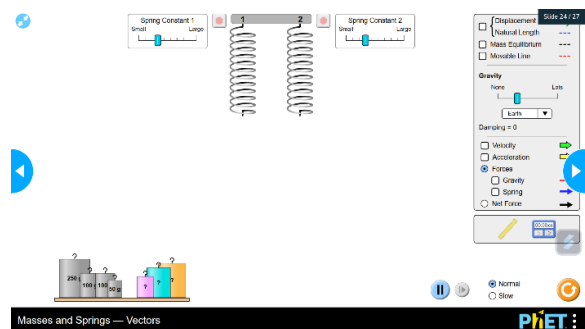 Spring Constant 1
Small
Large
1
2
Spring Constant 2
Small
Large
Slide 24 / 27
Displacement
Natural Length
Mass Equilibrium
Movable Line
Gravity
None
Lots
Earth
Damping = 0
Velocity
Acceleration
Forces
Gravity
Spring
Net Force
?
?
?
?
?
?
?
250 g
100 g
100
50 g
?
?
?
Normal
Slow
Masses and Springs — Vectors
PhET